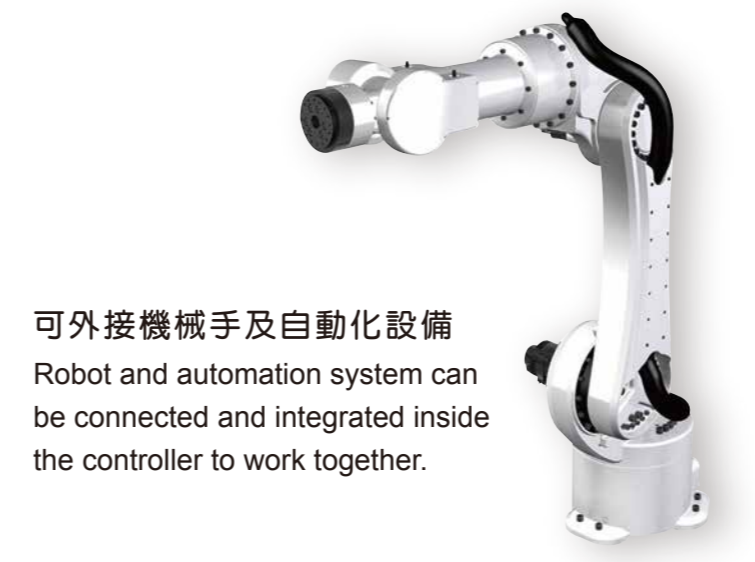 可外接機械手及自動化設備
Robot and automation system can
be connected and integrated inside
the controller to work together.